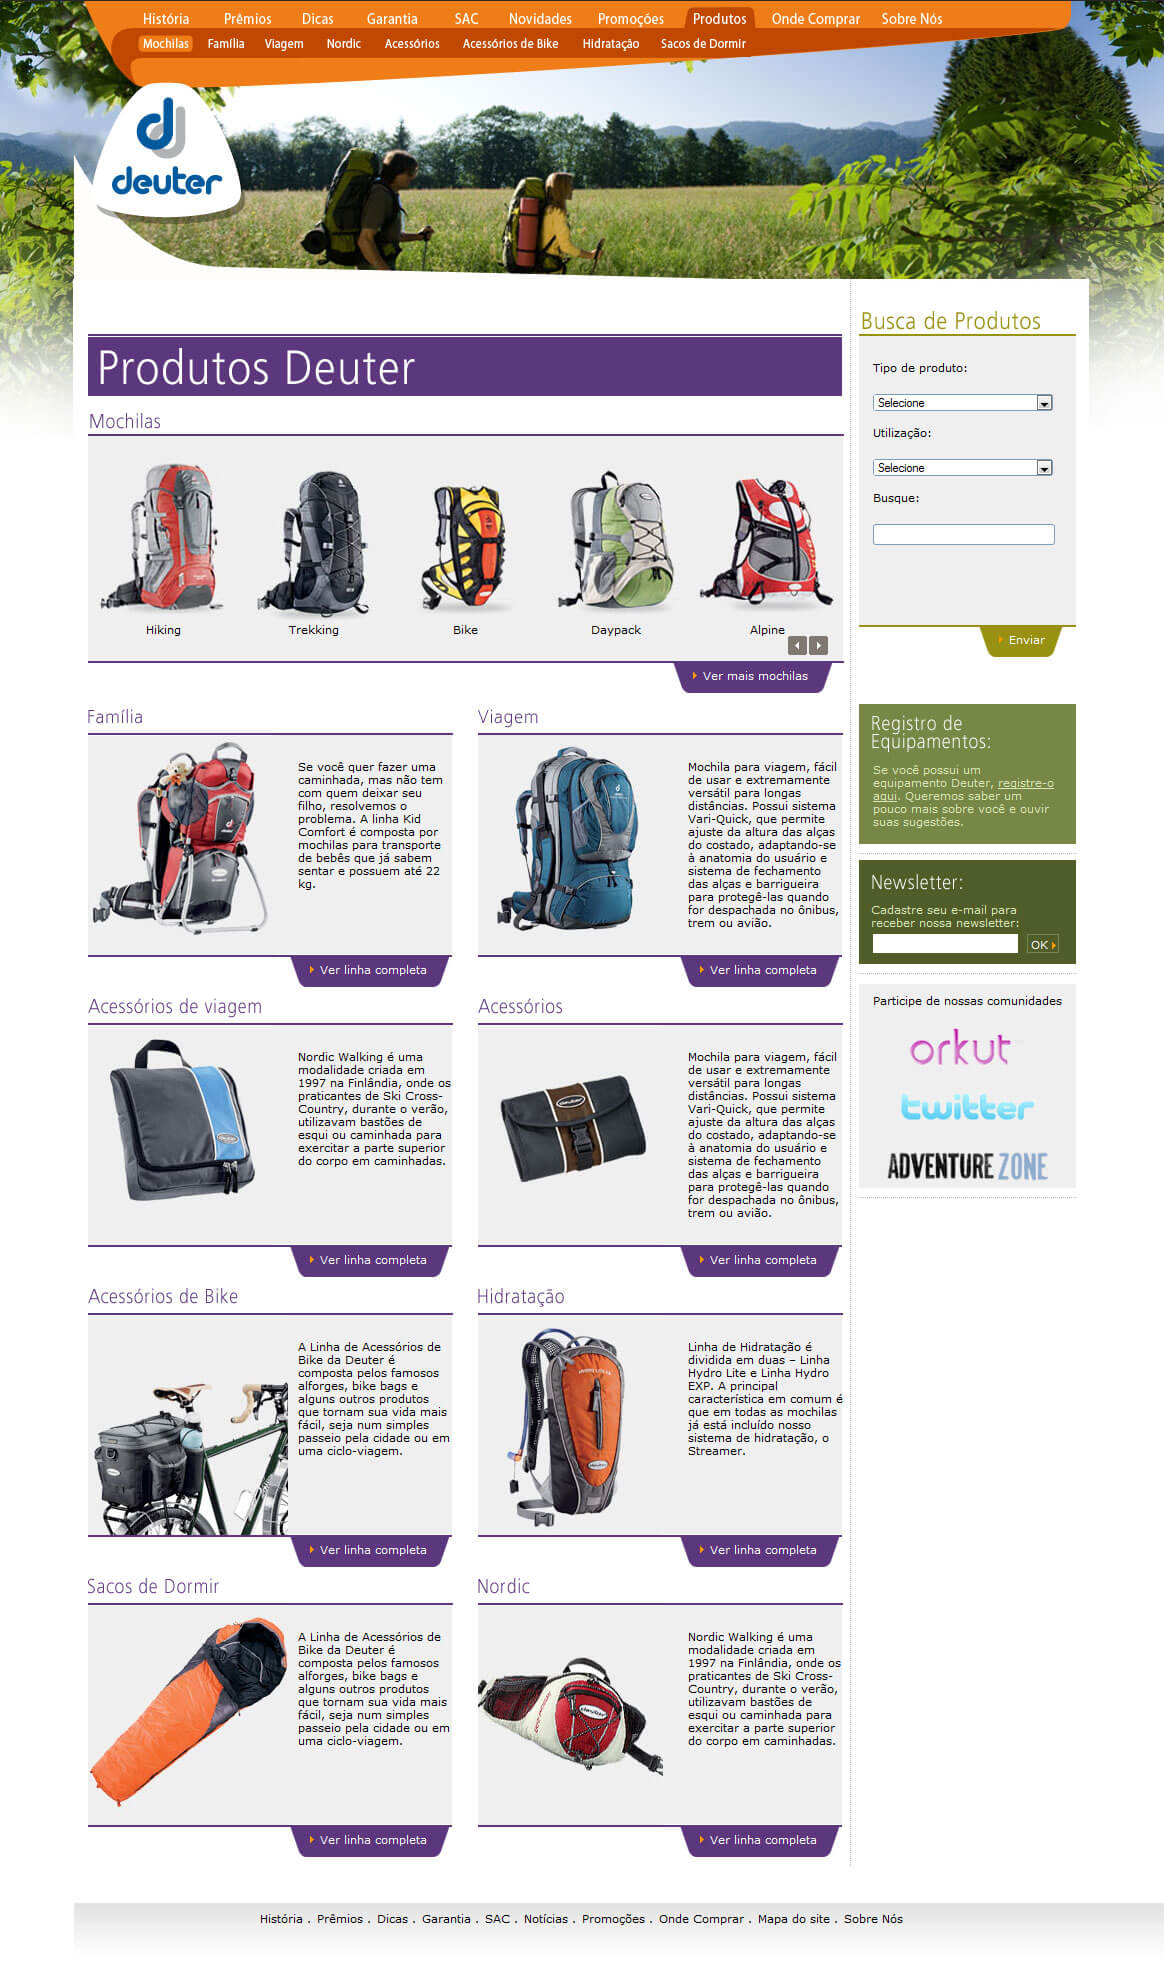 História Prêmios Dicas Garantia SAC Novidades Promoções Produtos Onde Comprar Sobre Nós
Mochilas Família Viagem Nordic Acessórios Acessórios de Bike Hidratação Sacos de Dormir
deuter
Produtos Deuter
Mochilas
Hiking Trekking Bike Daypack Alpine
Ver mais mochilas
Família
Se você quer fazer uma
caminhada, mas não tem
com quem deixar seu
filho, resolvemos o
problema. A linha Kid
Comfort é composta por
mochilas para transporte
de bebês que já sabem
sentar e possuem até 22
kg.
Ver linha completa
Viagem
Mochila para viagem, fácil
de usar e extremamente
versátil para longas
distâncias. Possui sistema
Vari-Quick, que permite
ajuste da altura das alças
do costado, adaptando-se
à anatomia do usuário e
sistema de fechamento
das alças e barrigueira
para protegê-las quando
for despachada no ônibus,
trem ou avião.
Ver linha completa
Acessórios de viagem
Nordic Walking é uma
modalidade criada em
1997 na Finlândia, onde os
praticantes de Ski Cross-
Country, durante o verão,
utilizavam bastões de
esqui ou caminhada para
exercitar a parte superior
do corpo em caminhadas.
Ver linha completa
Acessórios
deuter
Mochila para viagem, fácil
de usar e extremamente
versátil para longas
distâncias. Possui sistema
Vari-Quick, que permite
ajuste da altura das alças
do costado, adaptando-se
à anatomia do usuário e
sistema de fechamento
das alças e barrigueira
para protegê-las quando
for despachada no ônibus,
trem ou avião.
Ver linha completa
Acessórios de Bike
A Linha de Acessórios de
Bike da Deuter é
composta pelos famosos
alforges, bike bags e
alguns outros produtos
que tornam sua vida mais
fácil, seja num simples
passeio pela cidade ou em
uma ciclo-viagem.
Ver linha completa
Hidratação
deuter
Linha de Hidratação é
dividida em duas – Linha
Hydro Lite e Linha Hydro
EXP. A principal
característica em comum é
que em todas as mochilas
já está incluído nosso
sistema de hidratação, o
Streamer.
Ver linha completa
Sacos de Dormir
A Linha de Acessórios de
Bike da Deuter é
composta pelos famosos
alforges, bike bags e
alguns outros produtos
que tornam sua vida mais
fácil, seja num simples
passeio pela cidade ou em
uma ciclo-viagem.
Ver linha completa
Nordic
deuter
Nordic Walking é uma
modalidade criada em
1997 na Finlândia, onde os
praticantes de Ski Cross-
Country, durante o verão,
utilizavam bastões de
esqui ou caminhada para
exercitar a parte superior
do corpo em caminhadas.
Ver linha completa
Busca de Produtos
Tipo de produto:
Selecione
Utilização:
Selecione
Busque:
Enviar
Registro de
Equipamentos:
Se você possui um
equipamento Deuter, registre-o
aqui. Queremos saber um
pouco mais sobre você e ouvir
suas sugestões.
Newsletter:
Cadastre seu e-mail para
receber nossa newsletter:
OK
Participe de nossas comunidades
orkut
twitter
ADVENTURE ZONE
História . Prêmios . Dicas . Garantia . SAC . Notícias . Promoções . Onde Comprar . Mapa do site . Sobre Nós